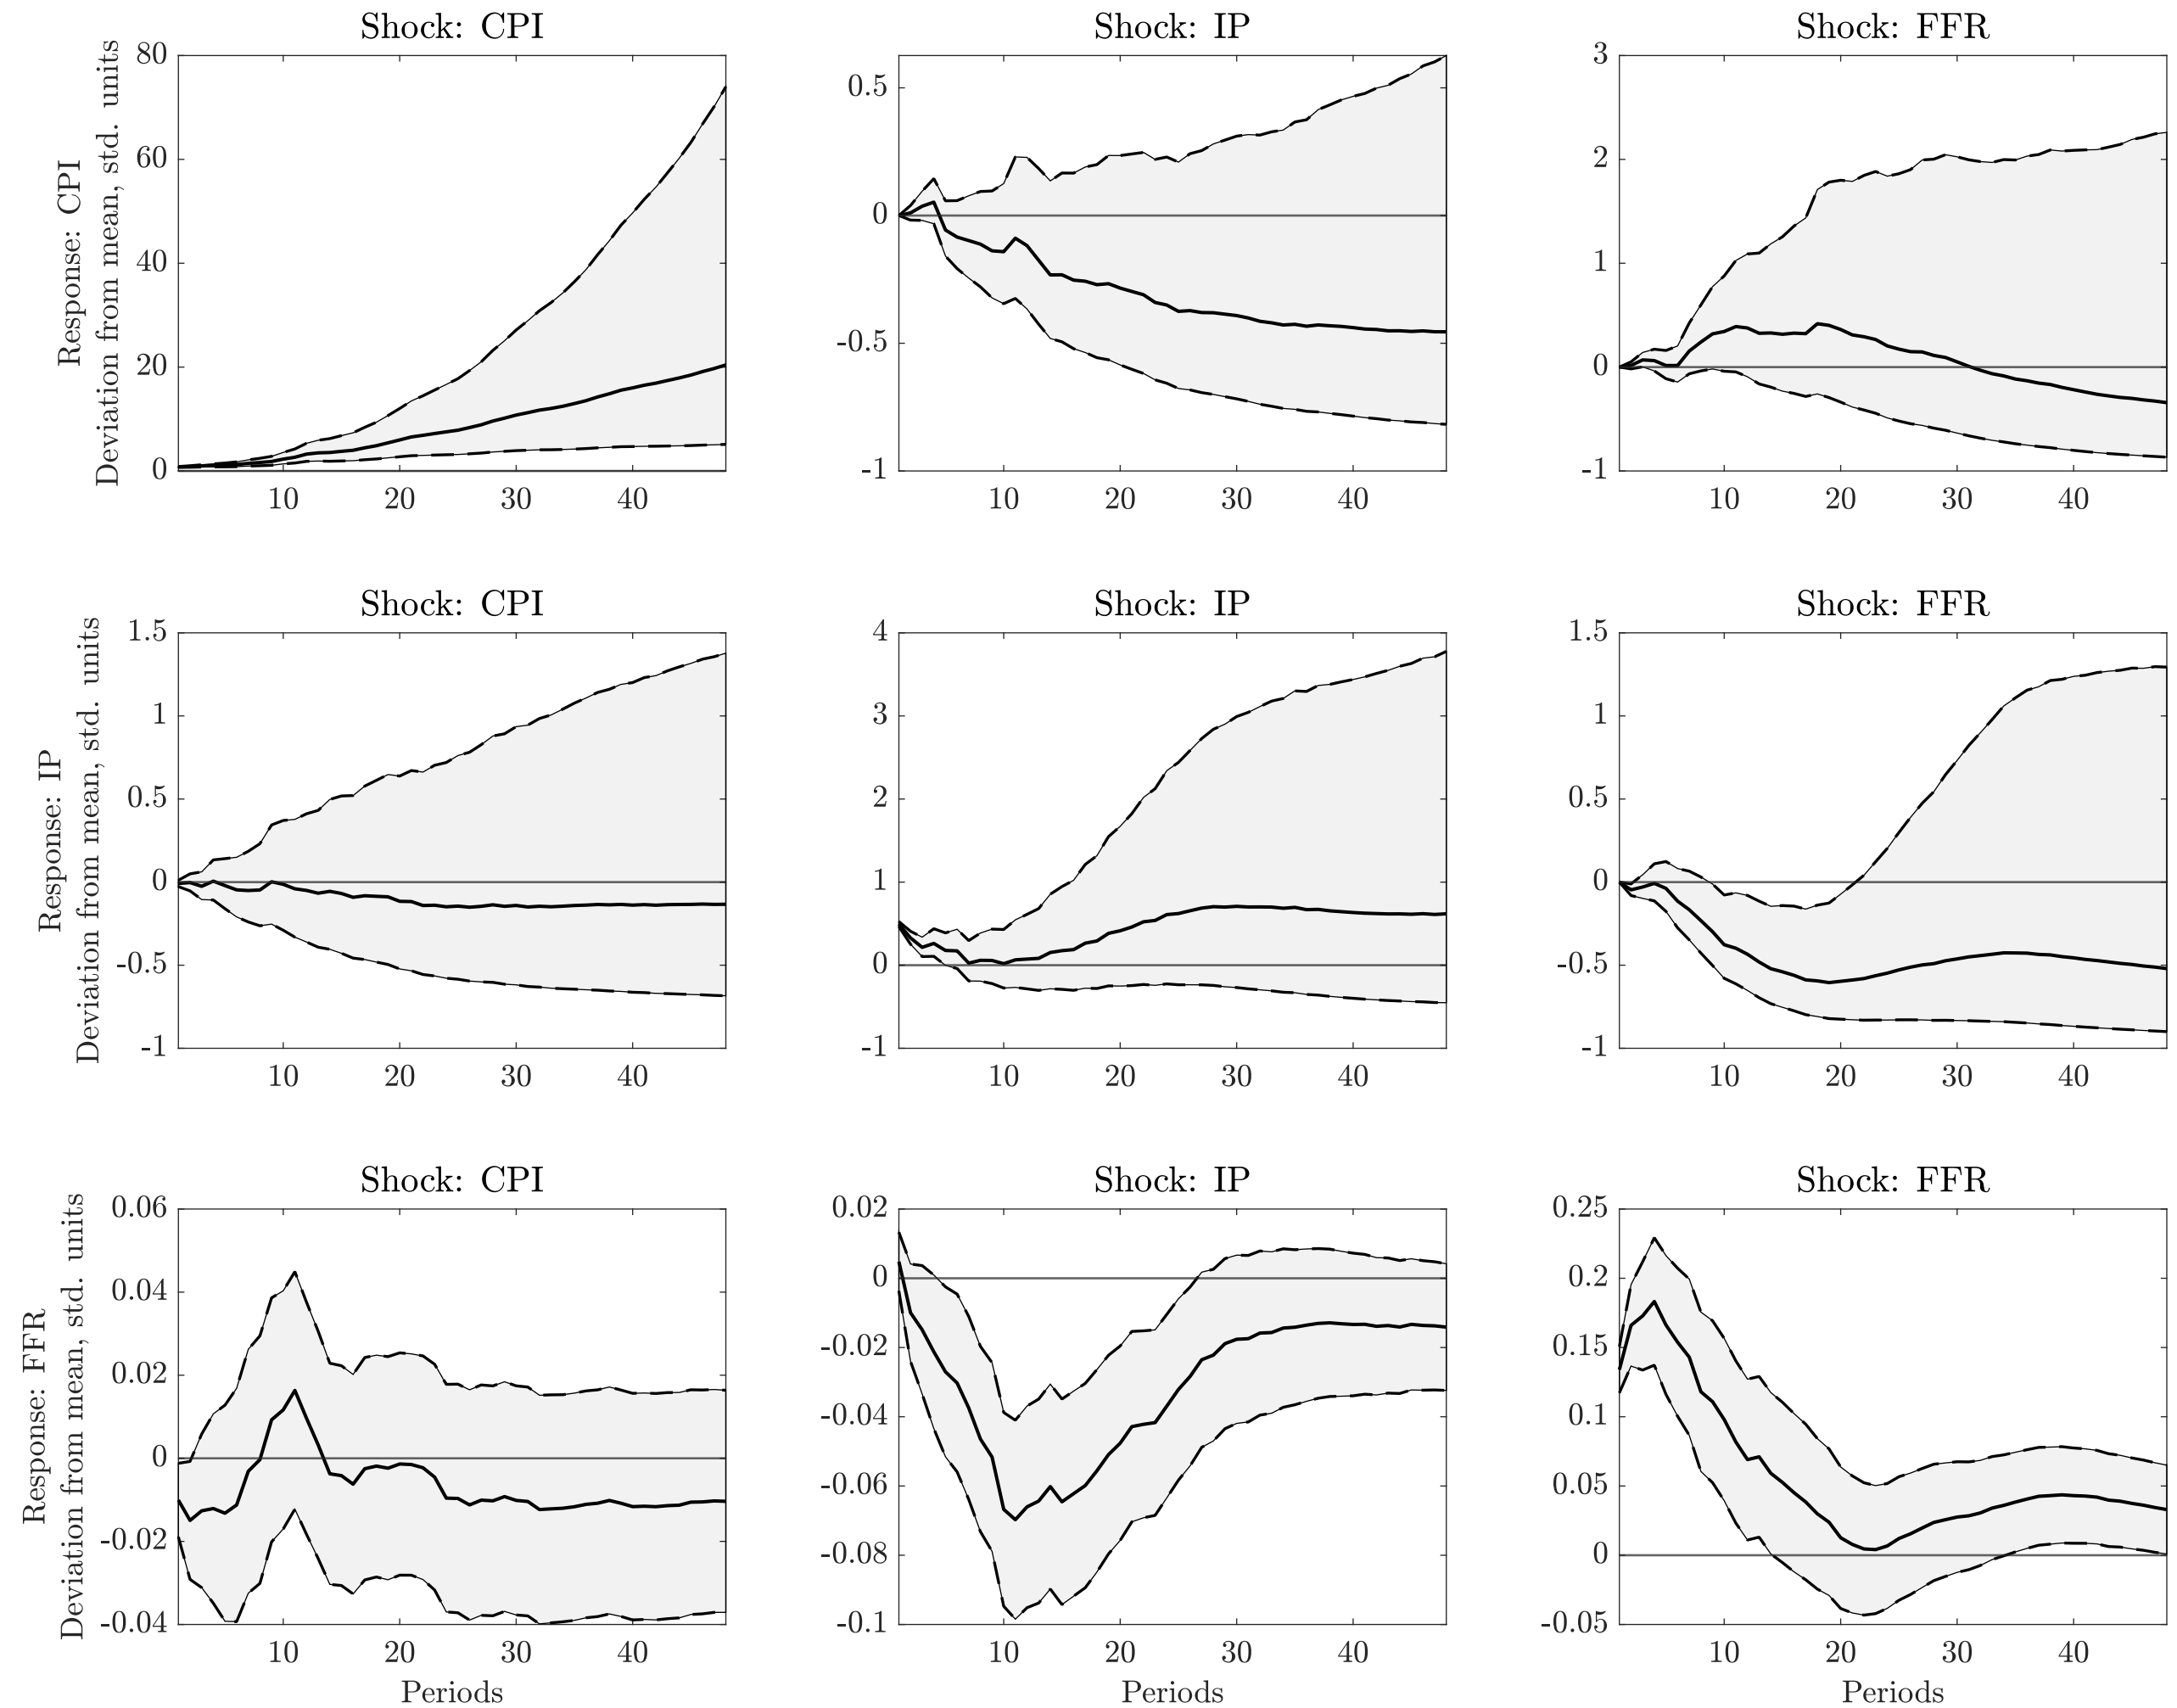 Shock: CPI
Shock: IP
Shock: FFR
Response: CPI
Deviation from mean, std. units
80
60
40
20
0
10 20 30 40
0.5
0
-0.5
-1
10 20 30 40
3
2
1
0
-1
10 20 30 40
Shock: CPI
Shock: IP
Shock: FFR
Response: IP
Deviation from mean, std. units
1.5
1
0.5
0
-0.5
-1
10 20 30 40
4
3
2
1
0
-1
10 20 30 40
1.5
1
0.5
0
-0.5
-1
10 20 30 40
Shock: CPI
Shock: IP
Shock: FFR
Response: FFR
Deviation from mean, std. units
0.06
0.04
0.02
0
-0.02
-0.04
10 20 30 40
Periods
0.02
0
-0.02
-0.04
-0.06
-0.08
-0.1
10 20 30 40
Periods
0.25
0.2
0.15
0.1
0.05
0
-0.05
10 20 30 40
Periods